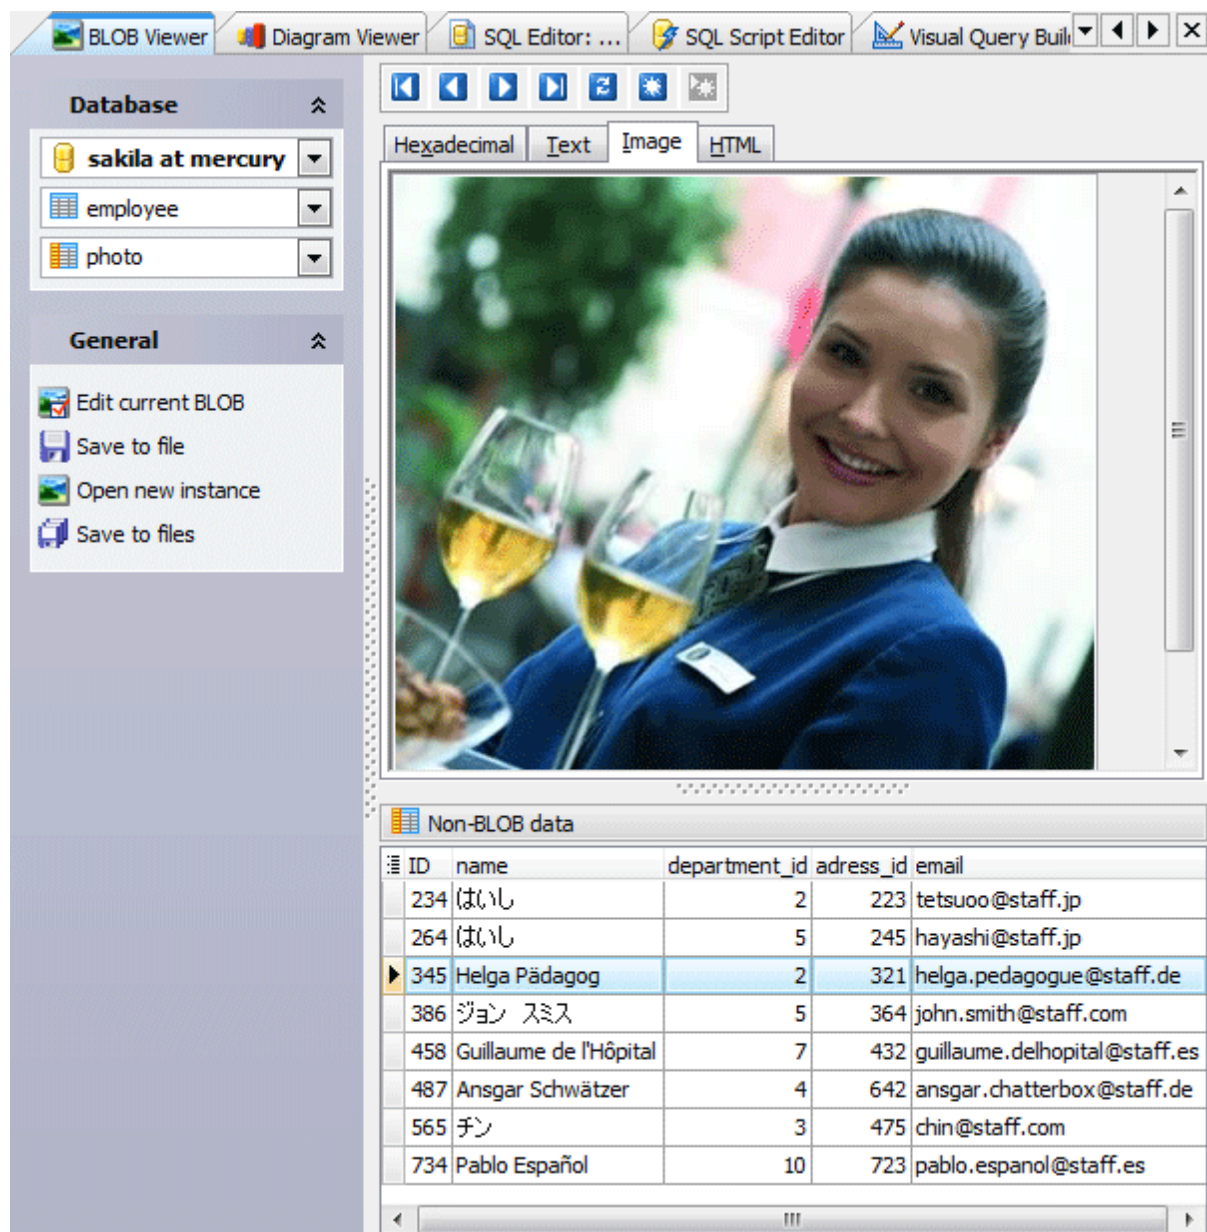 BLOB Viewer Diagram Viewer SQL Editor: ... SQL Script Editor Visual Query Buil
Database
sakila at mercury
employee
photo
General
Edit current BLOB
Save to file
Open new instance
Save to files
Hexadecimal Text Image HTML
Non-BLOB data
ID name department_id adress_id email
234 はいし 2 223 tetsuoo@staff.jp
264 はいし 5 245 hayashi@staff.jp
345 Helga Pädagog 2 321 helga.pedagogue@staff.de
386 ジョン スミス 5 364 john.smith@staff.com
458 Guillaume de l'Hôpital 7 432 guillaume.delhopital@staff.es
487 Ansgar Schwätzer 4 642 ansgar.chatterbox@staff.de
565 チン 3 475 chin@staff.com
734 Pablo Español 10 723 pablo.espanol@staff.es